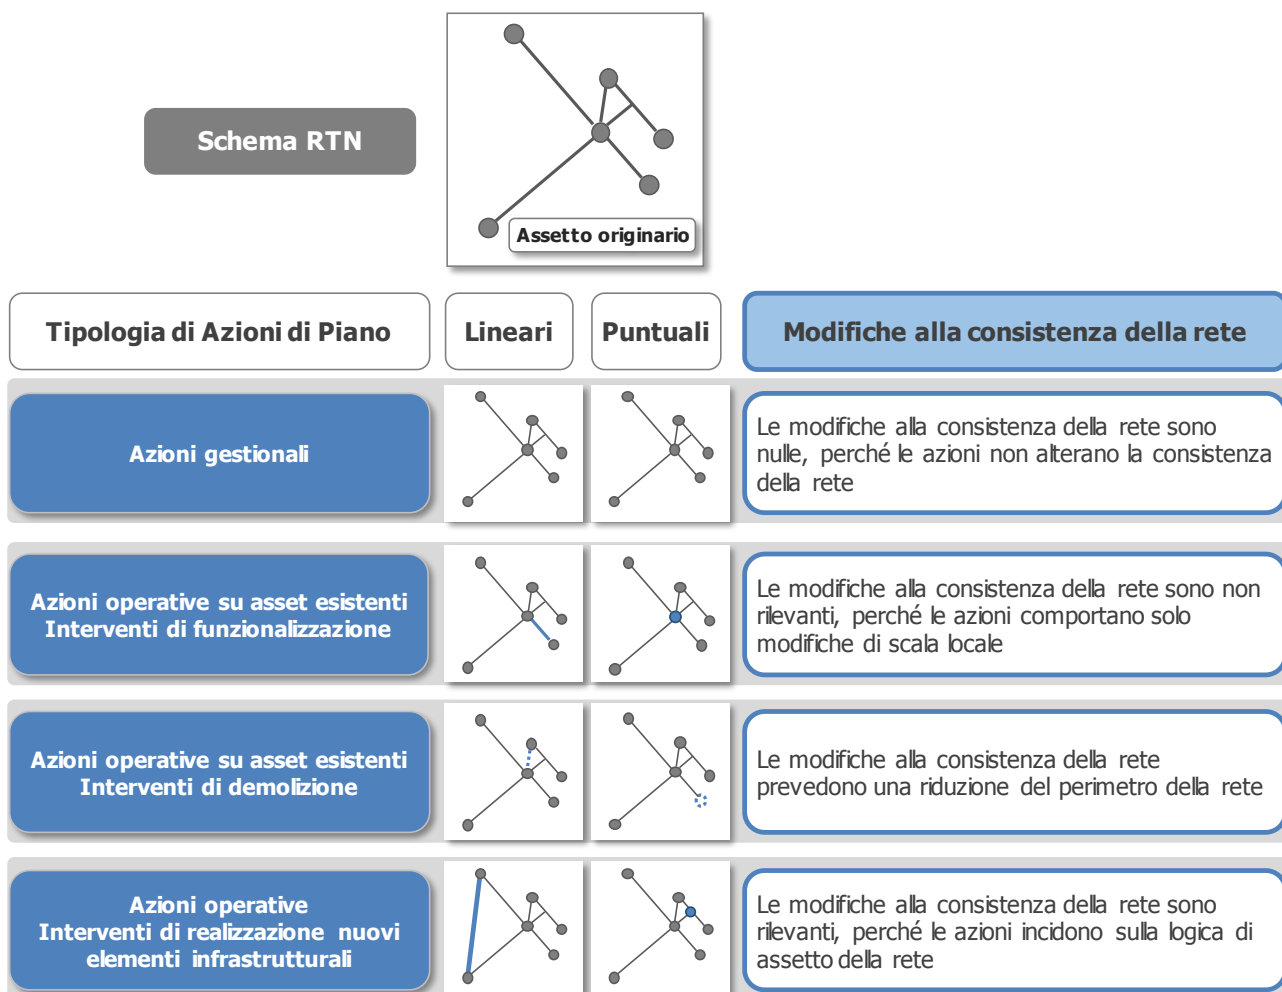 Schema RTN
Assetto originario
Tipologia di Azioni di Piano
Lineari
Puntuali
Modifiche alla consistenza della rete
Azioni gestionali
Le modifiche alla consistenza della rete sono
nulle, perché le azioni non alterano la consistenza
della rete
Azioni operative su asset esistenti
Interventi di funzionalizzazione
Le modifiche alla consistenza della rete sono non
rilevanti, perché le azioni comportano solo
modifiche di scala locale
Azioni operative su asset esistenti
Interventi di demolizione
Le modifiche alla consistenza della rete
prevedono una riduzione del perimetro della rete
Azioni operative
Interventi di realizzazione nuovi
elementi infrastrutturali
Le modifiche alla consistenza della rete sono
rilevanti, perché le azioni incidono sulla logica di
assetto della rete